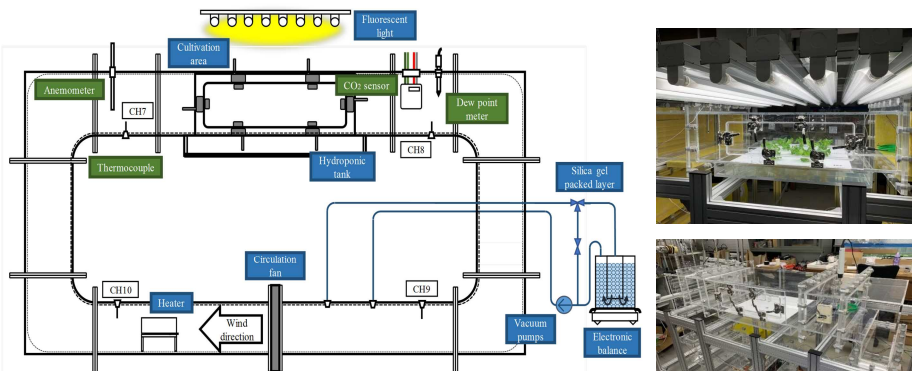 Fluorescent
light
Cultivation
area
CO2 sensor
Anemometer
CH7
Dew point
meter
CH8
Thermocouple
Hydroponic
tank
Silica gel
packed layer
Circulation
fan
CH10
Heater
CH9
Wind
direction
Vacuum
pumps
Electronic
balance